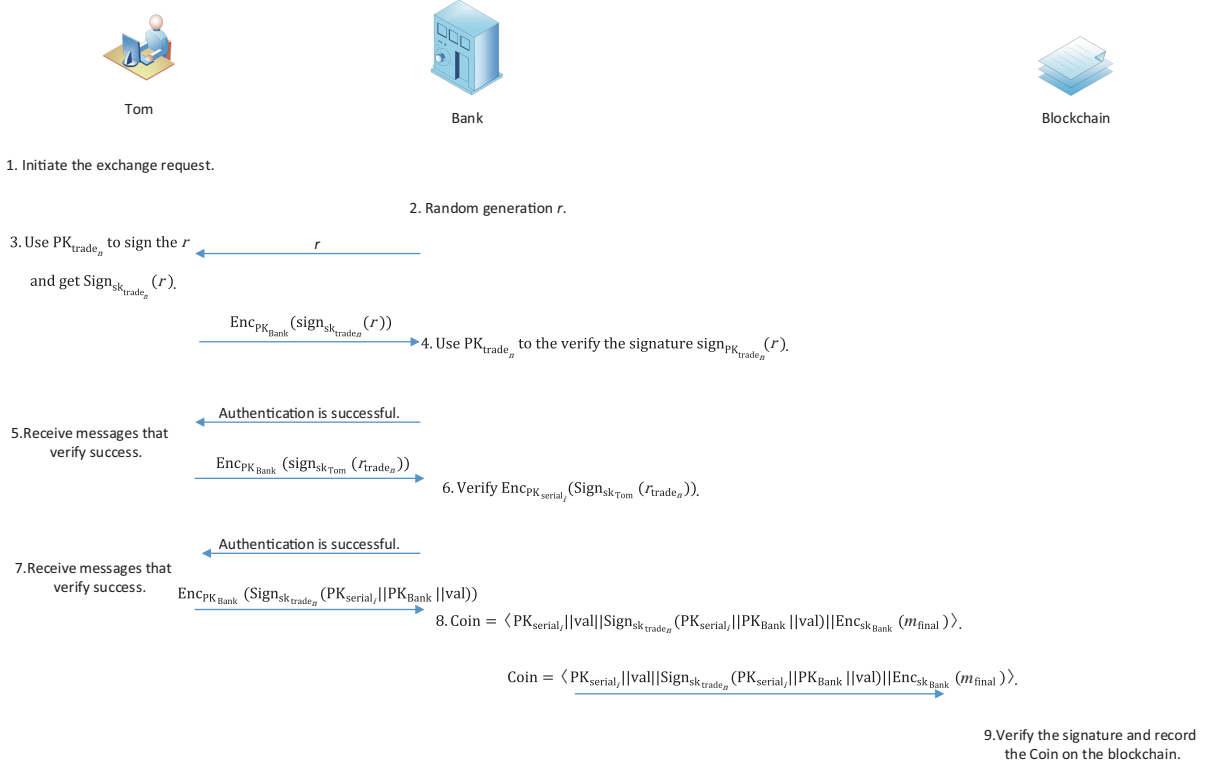 Tom
Bank
Blockchain
1. Initiate the exchange request.
2. Random generation r.
3. Use PK_trade_n to sign the r
and get Sign_sk_trade_n (r).
r
Enc_PK_Bank (sign_sk_trade_n (r))
4. Use PK_trade_n to the verify the signature sign_PK_trade_n (r).
Authentication is successful.
5.Receive messages that
verify success.
Enc_PK_Bank (sign_sk_Tom (r_trade_n))
6. Verify Enc_PK_serial_i (Sign_sk_Tom (r_trade_n)).
Authentication is successful.
7.Receive messages that
verify success.
Enc_PK_Bank (Sign_sk_trade_n (PK_serial_i||PK_Bank ||val))
8. Coin = 〈PK_serial_i||val||Sign_sk_trade_n (PK_serial_i||PK_Bank ||val)||Enc_sk_Bank (m_final )〉.
Coin = 〈PK_serial_i||val||Sign_sk_trade_n (PK_serial_i||PK_Bank ||val)||Enc_sk_Bank (m_final )〉.
9.Verify the signature and record
the Coin on the blockchain.